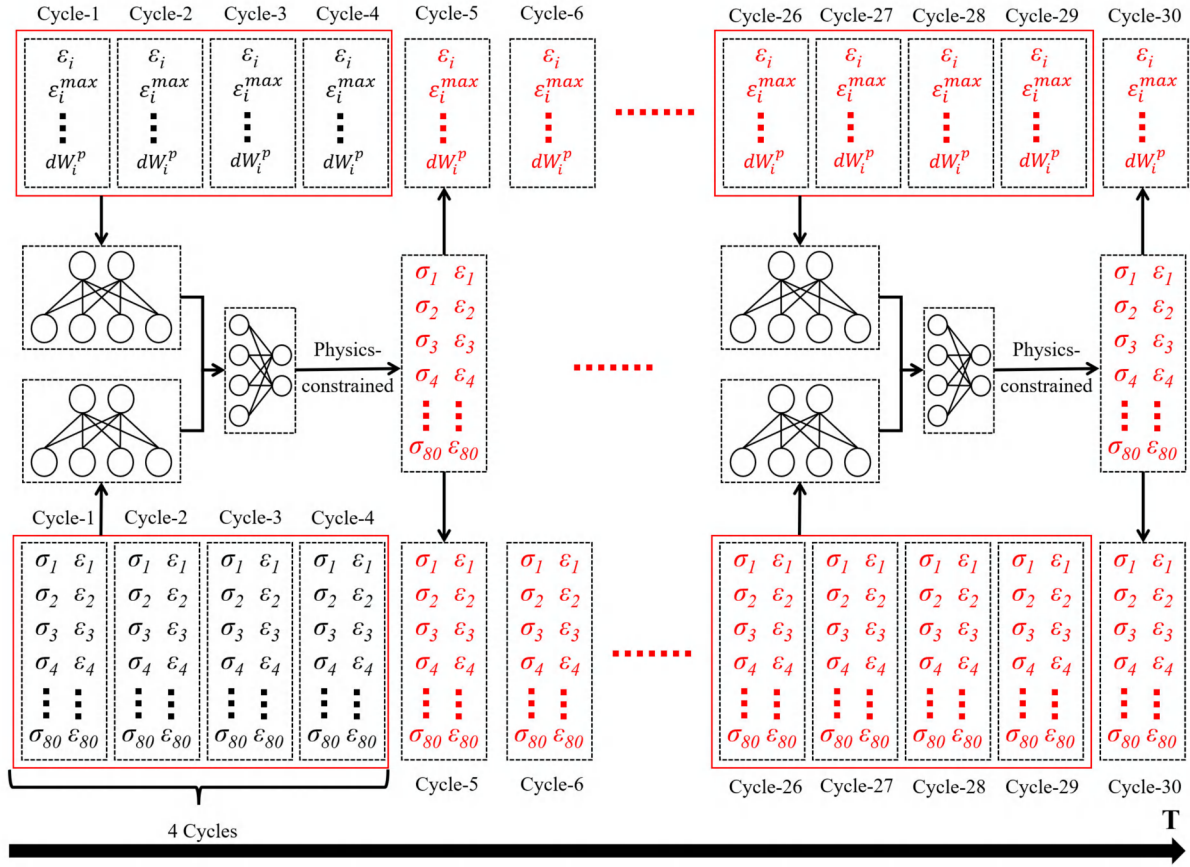 Cycle-1 Cycle-2 Cycle-3 Cycle-4 Cycle-5 Cycle-6 Cycle-26 Cycle-27 Cycle-28 Cycle-29 Cycle-30
εᵢ εᵢ εᵢ εᵢ εᵢ εᵢ εᵢ εᵢ εᵢ εᵢ εᵢ
εᵢᵐᵃˣ εᵢᵐᵃˣ εᵢᵐᵃˣ εᵢᵐᵃˣ εᵢᵐᵃˣ εᵢᵐᵃˣ εᵢᵐᵃˣ εᵢᵐᵃˣ εᵢᵐᵃˣ εᵢᵐᵃˣ εᵢᵐᵃˣ
dWᵢᵖ dWᵢᵖ dWᵢᵖ dWᵢᵖ dWᵢᵖ dWᵢᵖ dWᵢᵖ dWᵢᵖ dWᵢᵖ dWᵢᵖ dWᵢᵖ
σ₁ ε₁ σ₁ ε₁
σ₂ ε₂ σ₂ ε₂
σ₃ ε₃ σ₃ ε₃
Physics- Physics-
constrained constrained
σ₄ ε₄ σ₄ ε₄
σ₈₀ ε₈₀ σ₈₀ ε₈₀
Cycle-1 Cycle-2 Cycle-3 Cycle-4
σ₁ ε₁ σ₁ ε₁ σ₁ ε₁ σ₁ ε₁ σ₁ ε₁ σ₁ ε₁ σ₁ ε₁ σ₁ ε₁ σ₁ ε₁ σ₁ ε₁ σ₁ ε₁
σ₂ ε₂ σ₂ ε₂ σ₂ ε₂ σ₂ ε₂ σ₂ ε₂ σ₂ ε₂ σ₂ ε₂ σ₂ ε₂ σ₂ ε₂ σ₂ ε₂ σ₂ ε₂
σ₃ ε₃ σ₃ ε₃ σ₃ ε₃ σ₃ ε₃ σ₃ ε₃ σ₃ ε₃ σ₃ ε₃ σ₃ ε₃ σ₃ ε₃ σ₃ ε₃ σ₃ ε₃
σ₄ ε₄ σ₄ ε₄ σ₄ ε₄ σ₄ ε₄ σ₄ ε₄ σ₄ ε₄ σ₄ ε₄ σ₄ ε₄ σ₄ ε₄ σ₄ ε₄ σ₄ ε₄
σ₈₀ ε₈₀ σ₈₀ ε₈₀ σ₈₀ ε₈₀ σ₈₀ ε₈₀ σ₈₀ ε₈₀ σ₈₀ ε₈₀ σ₈₀ ε₈₀ σ₈₀ ε₈₀ σ₈₀ ε₈₀ σ₈₀ ε₈₀ σ₈₀ ε₈₀
Cycle-5 Cycle-6 Cycle-26 Cycle-27 Cycle-28 Cycle-29 Cycle-30
4 Cycles
T